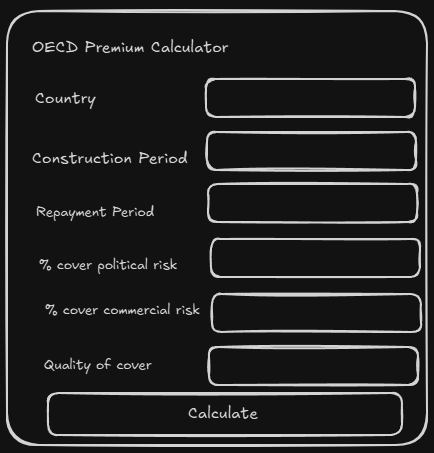 OECD Premium Calculator
Country
Construction Period
Repayment Period
% cover political risk
% cover commercial risk
Quality of cover
Calculate